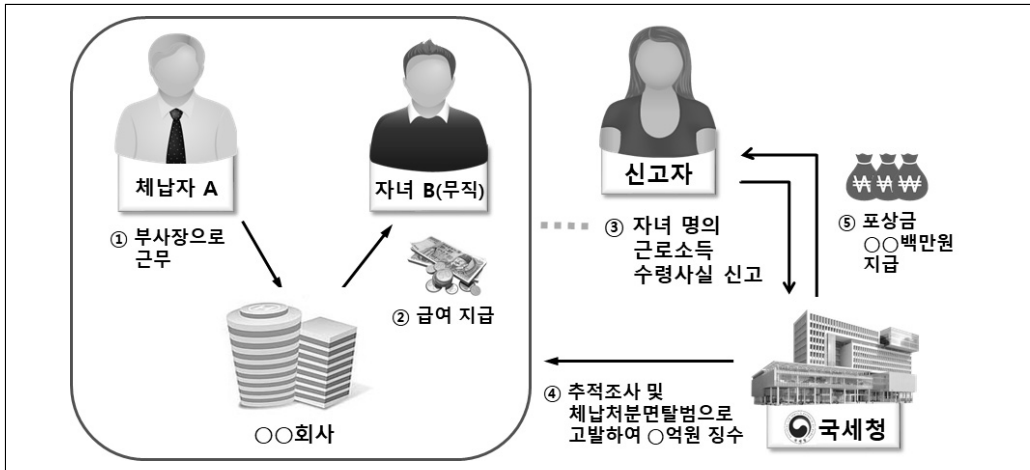 체납자 A
자녀 B(무직)
신고자
① 부사장으로
근무
② 급여 지급
○○회사
③ 자녀 명의
근로소득
수령사실 신고
④ 추적조사 및
체납처분면탈범으로
고발하여 ○억원 징수
₩ ₩ ₩
⑤ 포상금
○○백만원
지급
국세청